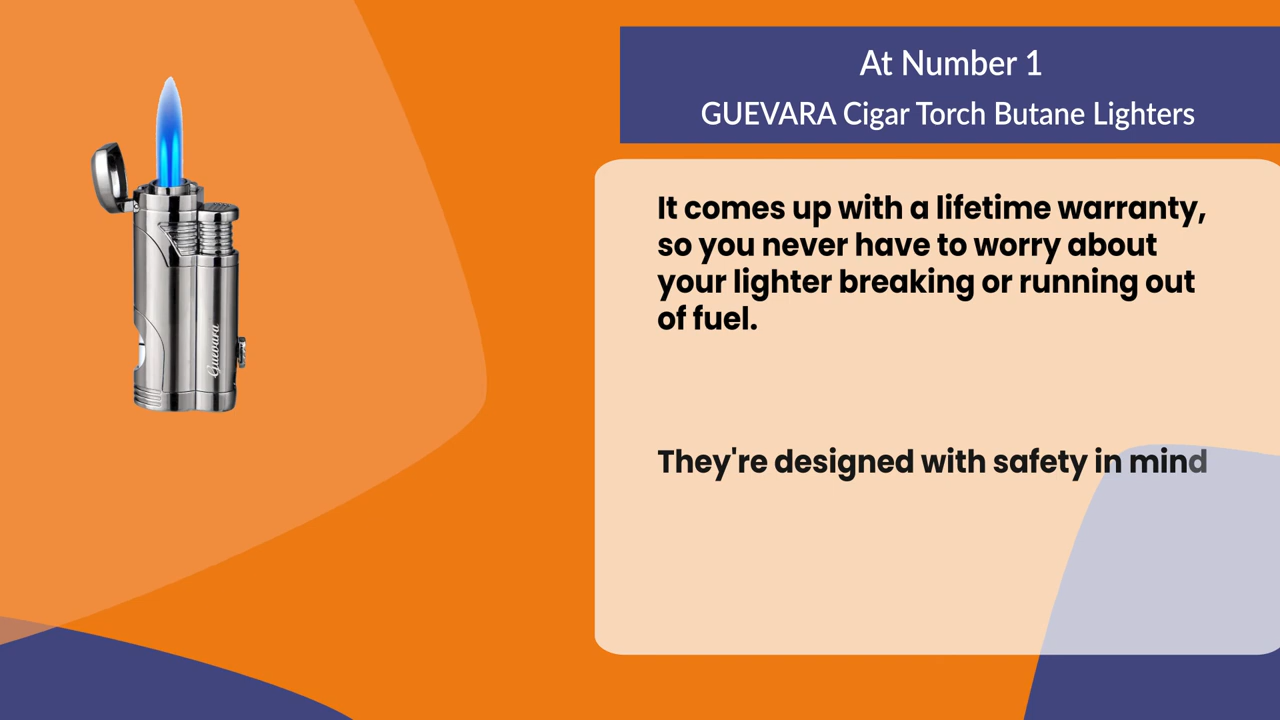 At Number 1
GUEVARA Cigar Torch Butane Lighters
It comes up with a lifetime warranty,
so you never have to worry about
your lighter breaking or running out
of fuel.
They're designed with safety in mind
Guevara